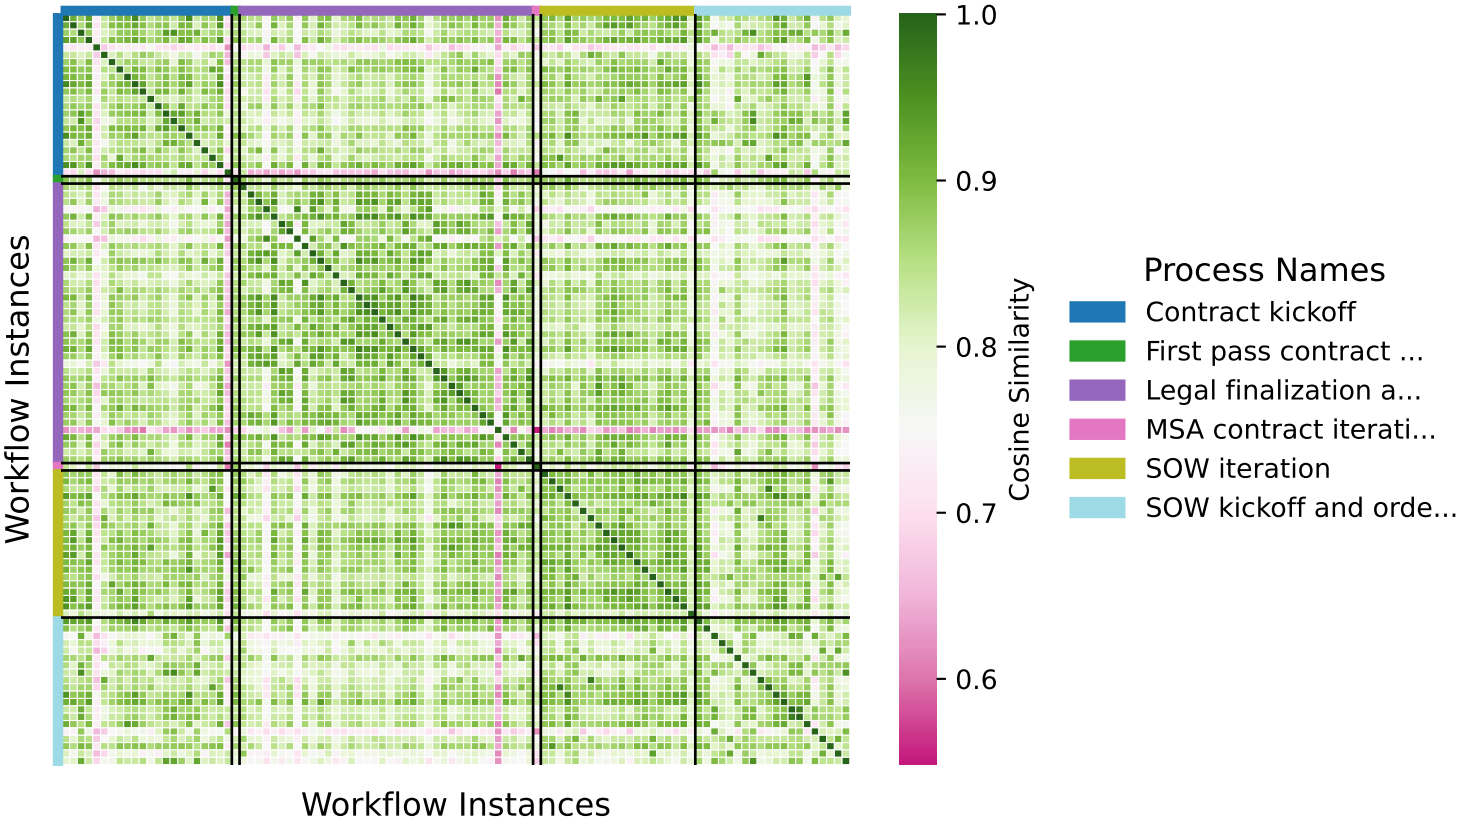 Workflow Instances
Workflow Instances
1.0
0.9
0.8
0.7
0.6
Cosine Similarity
Process Names
Contract kickoff
First pass contract ...
Legal finalization a...
MSA contract iterati...
SOW iteration
SOW kickoff and orde...